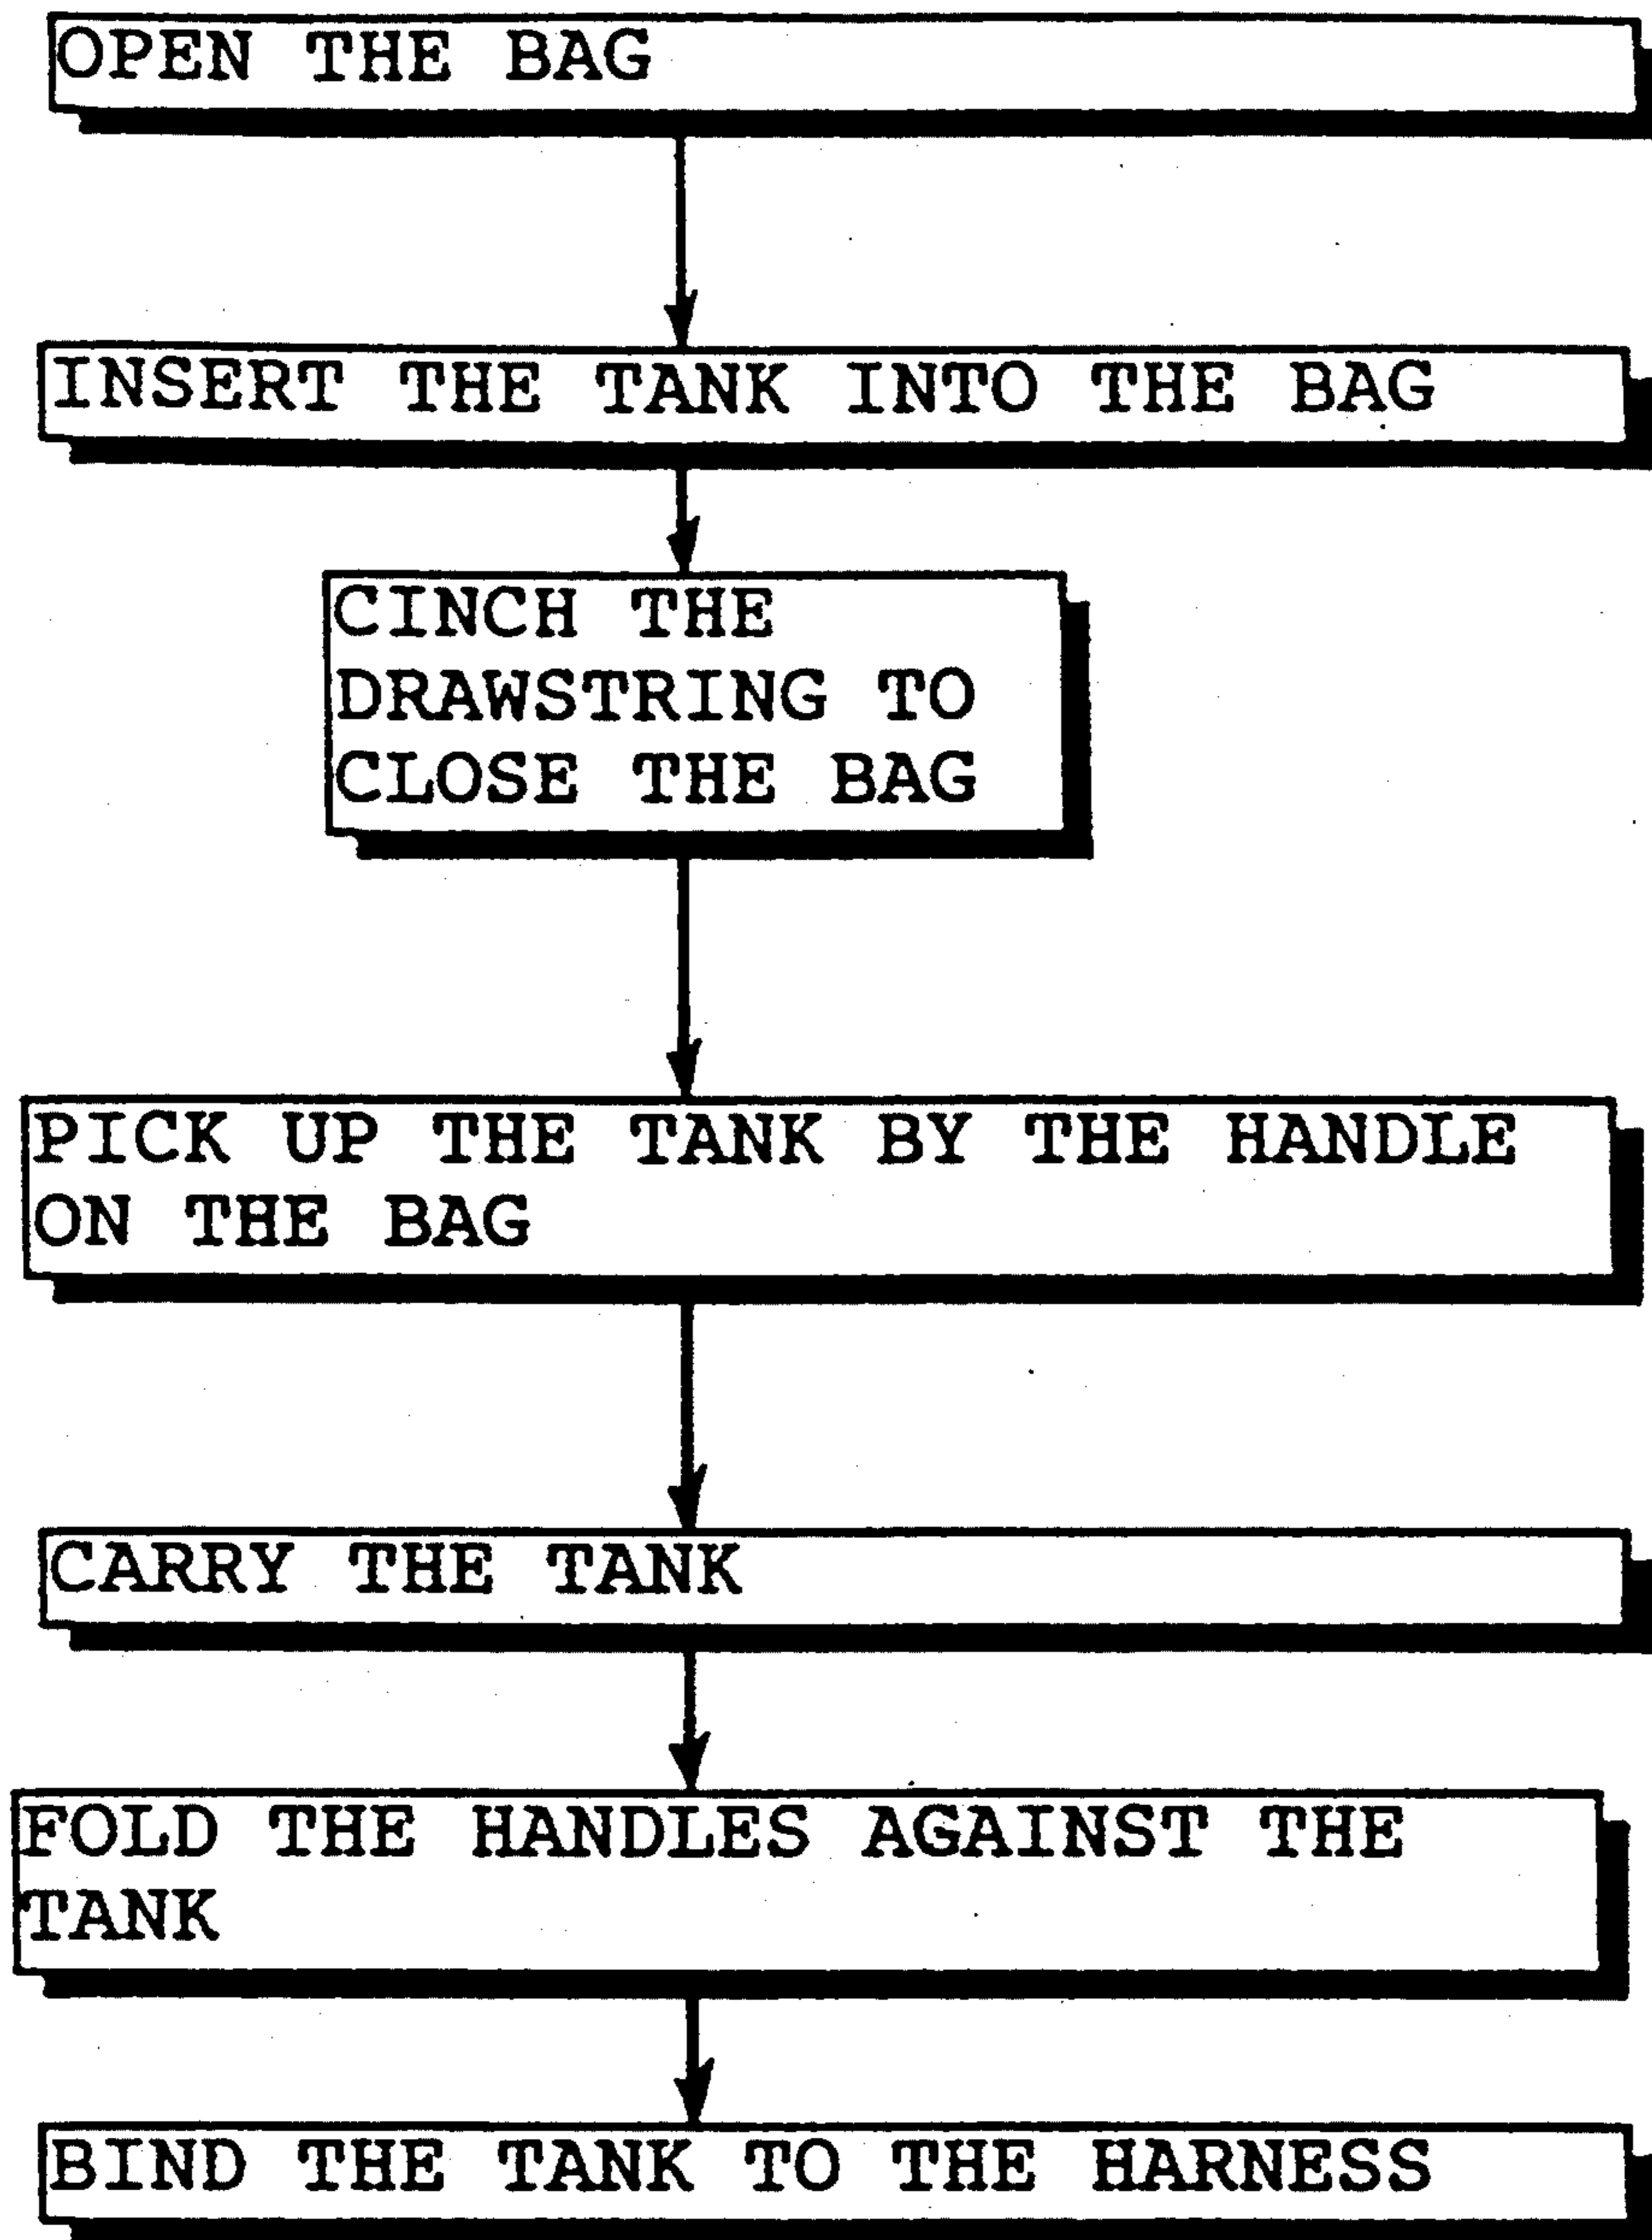 OPEN THE BAG
INSERT THE TANK INTO THE BAG
CINCH THE
DRAWSTRING TO
CLOSE THE BAG
PICK UP THE TANK BY THE HANDLE
ON THE BAG
CARRY THE TANK
FOLD THE HANDLES AGAINST THE
TANK
BIND THE TANK TO THE HARNESS